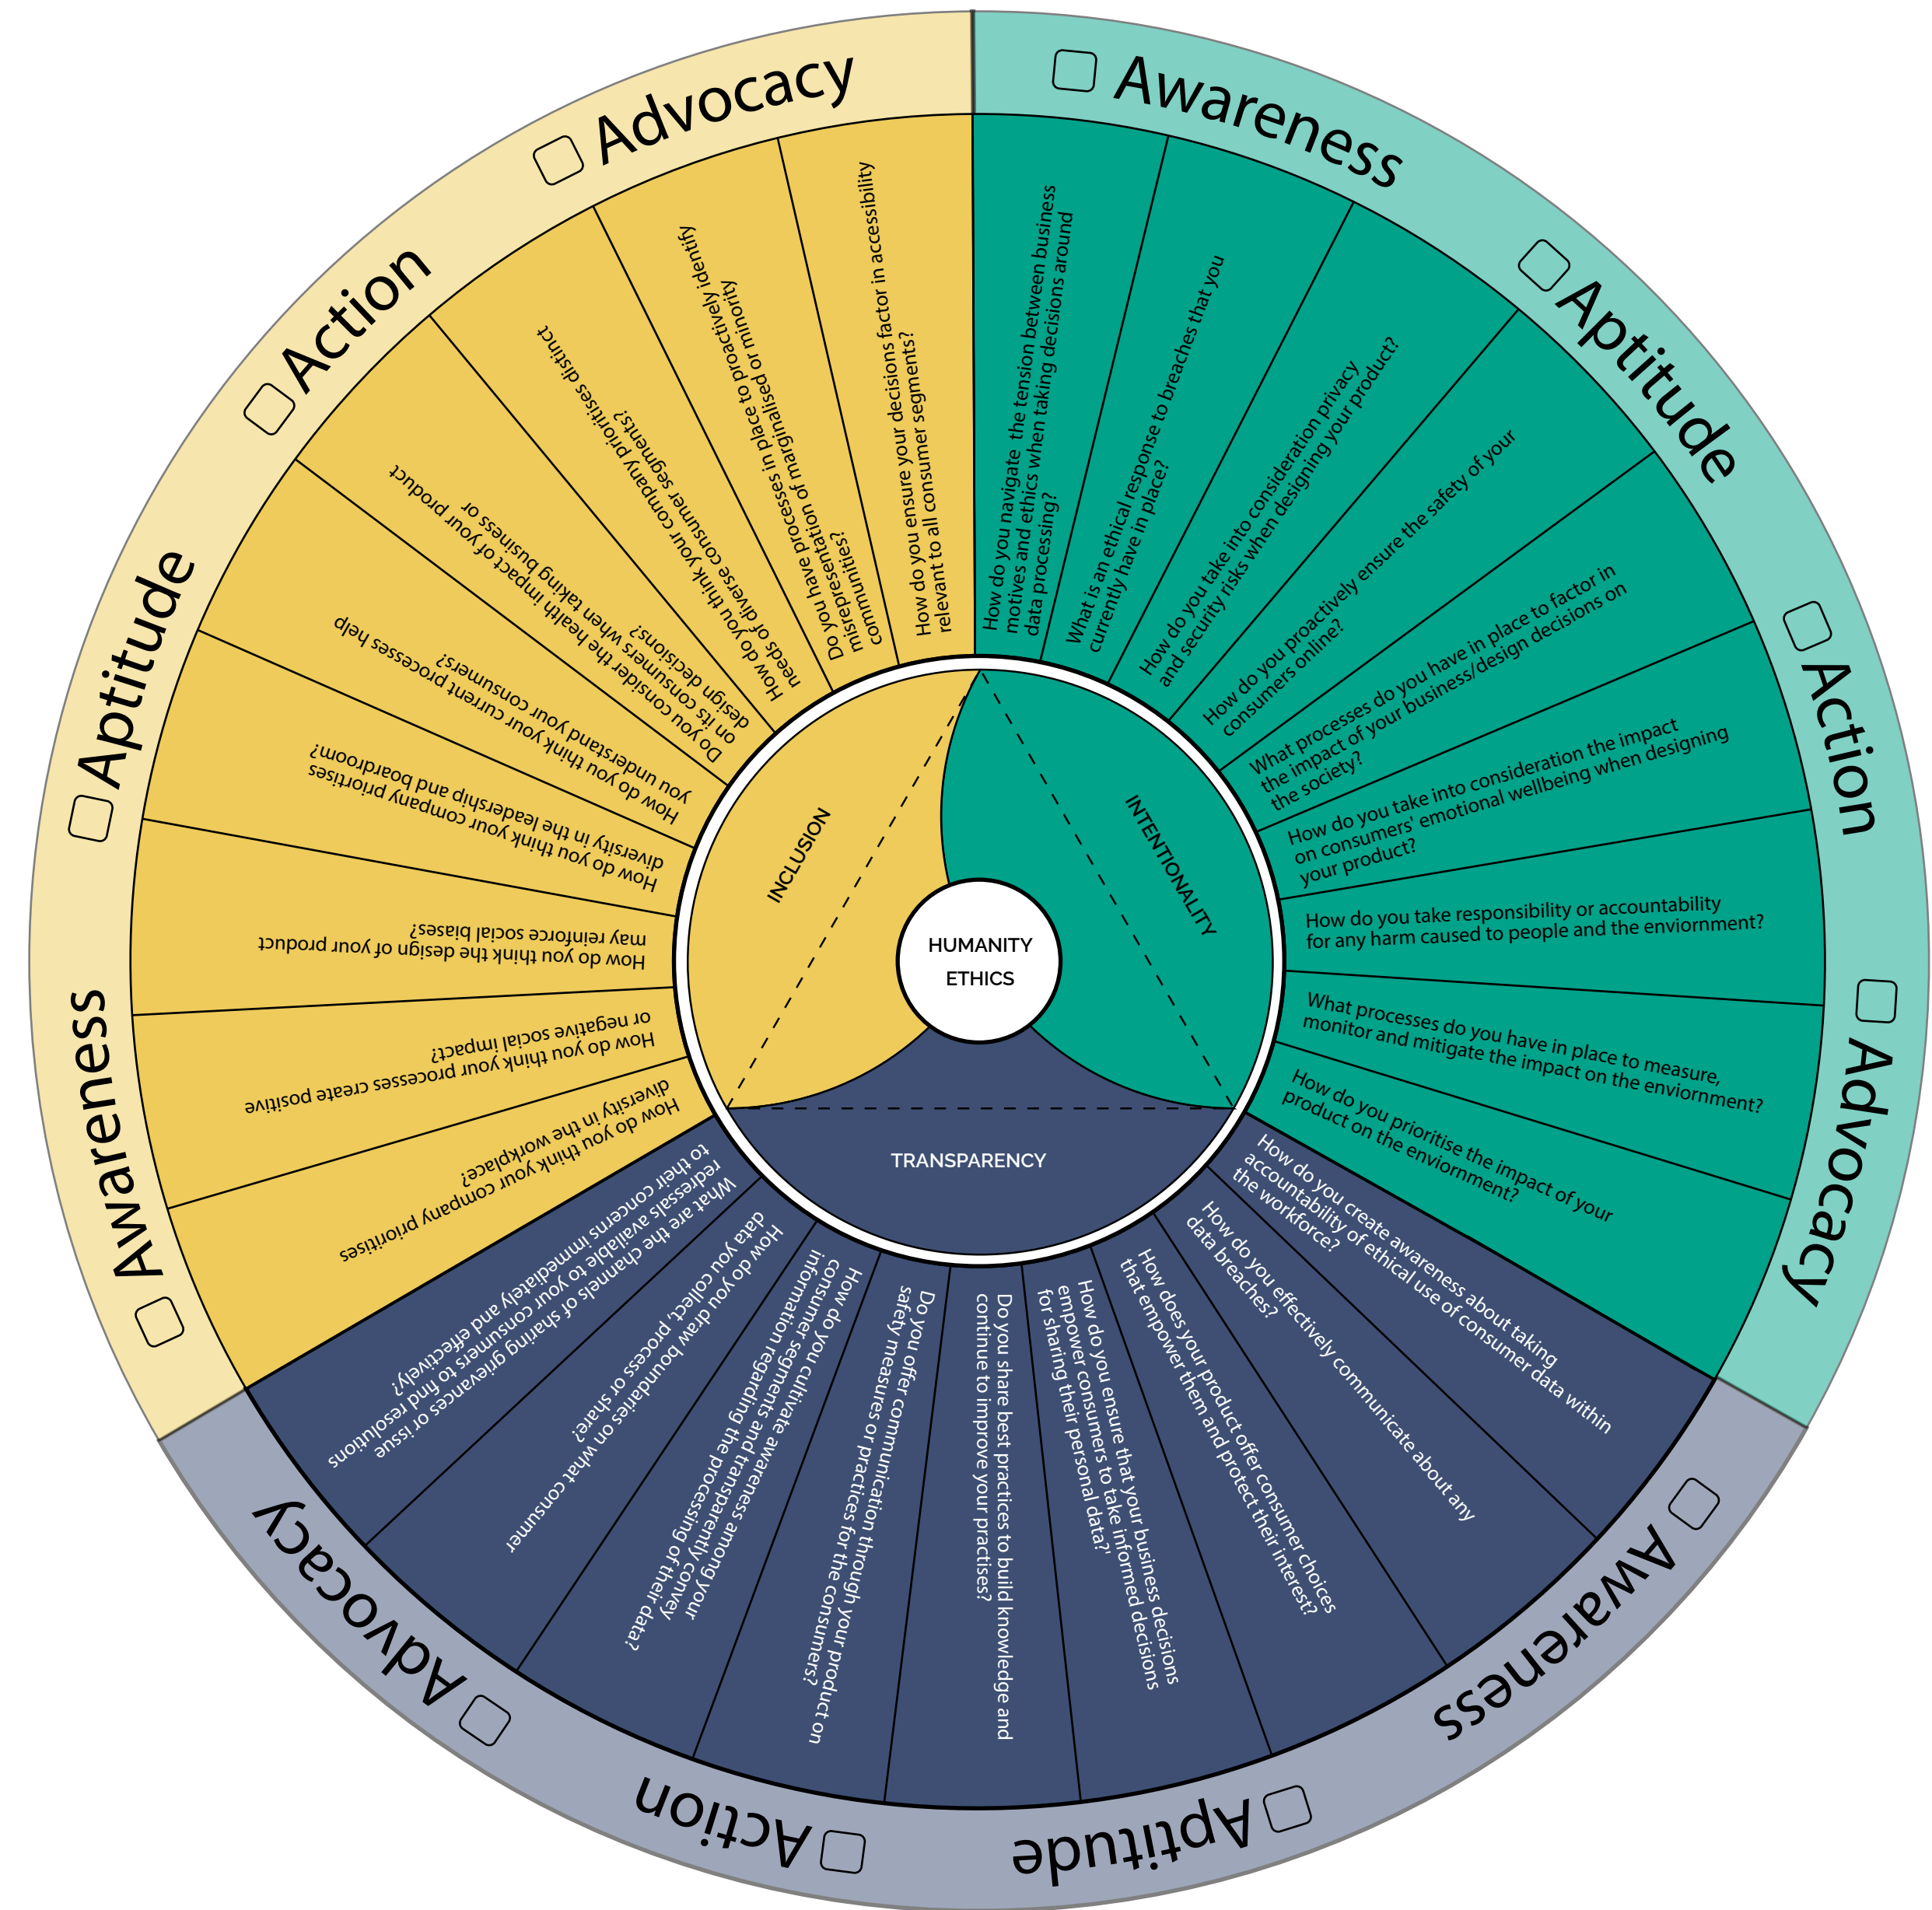 HUMANITY
ETHICS
INTENTIONALITY
TRANSPARENCY
INCLUSION
Awareness
Aptitude
Action
Advocacy
How do you navigate the tension between business
motives and ethics when taking decisions around
data processing?
What is an ethical response to breaches that you
currently have in place?
How do you take into consideration privacy
and security risks when designing your product?
How do you proactively ensure the safety of your
consumers online?
What processes do you have in place to factor in
the impact of your business/design decisions on
the society?
How do you take into consideration the impact
on consumers' emotional wellbeing when designing
your product?
How do you take responsibility or accountability
for any harm caused to people and the enviornment?
What processes do you have in place to measure,
monitor and mitigate the impact on the enviornment?
How do you prioritise the impact of your
product on the enviornment?
Awareness
Aptitude
Action
Advocacy
How do you create awareness about taking
accountability of ethical use of consumer data within
the workforce?
How do you effectively communicate about any
data breaches?
How does your product offer consumer choices
that empower them and protect their interest?
How do you ensure that your business decisions
empower consumers to take informed decisions
for sharing their personal data?'
Do you share best practices to build knowledge and
continue to improve your practises?
Do you offer communication through your product on
safety measures or practices for the consumers?
How do you cultivate awareness among your
consumer segments and transparently convey
information regarding the processing of their data?
How do you draw boundaries on what consumer
data you collect, process or share?
What are the channels of sharing grievances or issue
redressals available to your consumers to find resolutions
to their concerns immediately and effectively?
Awareness
Aptitude
Action
Advocacy
How do you think your company prioritises
diversity in the workplace?
How do you think your processes create positive
or negative social impact?
How do you think the design of your product
may reinforce social biases?
How do you think your company prioritises
diversity in the leadership and boardroom?
How do you think your current processes help
you understand your consumers?
Do you consider the health impact of your product
on its consumers when taking business or
design decisions?
How do you think your company prioritises distinct
needs of diverse consumer segments?
Do you have processes in place to proactively identify
misrepresentation of marginalised or minority
communities?
How do you ensure your decisions factor in accessibility
relevant to all consumer segments?